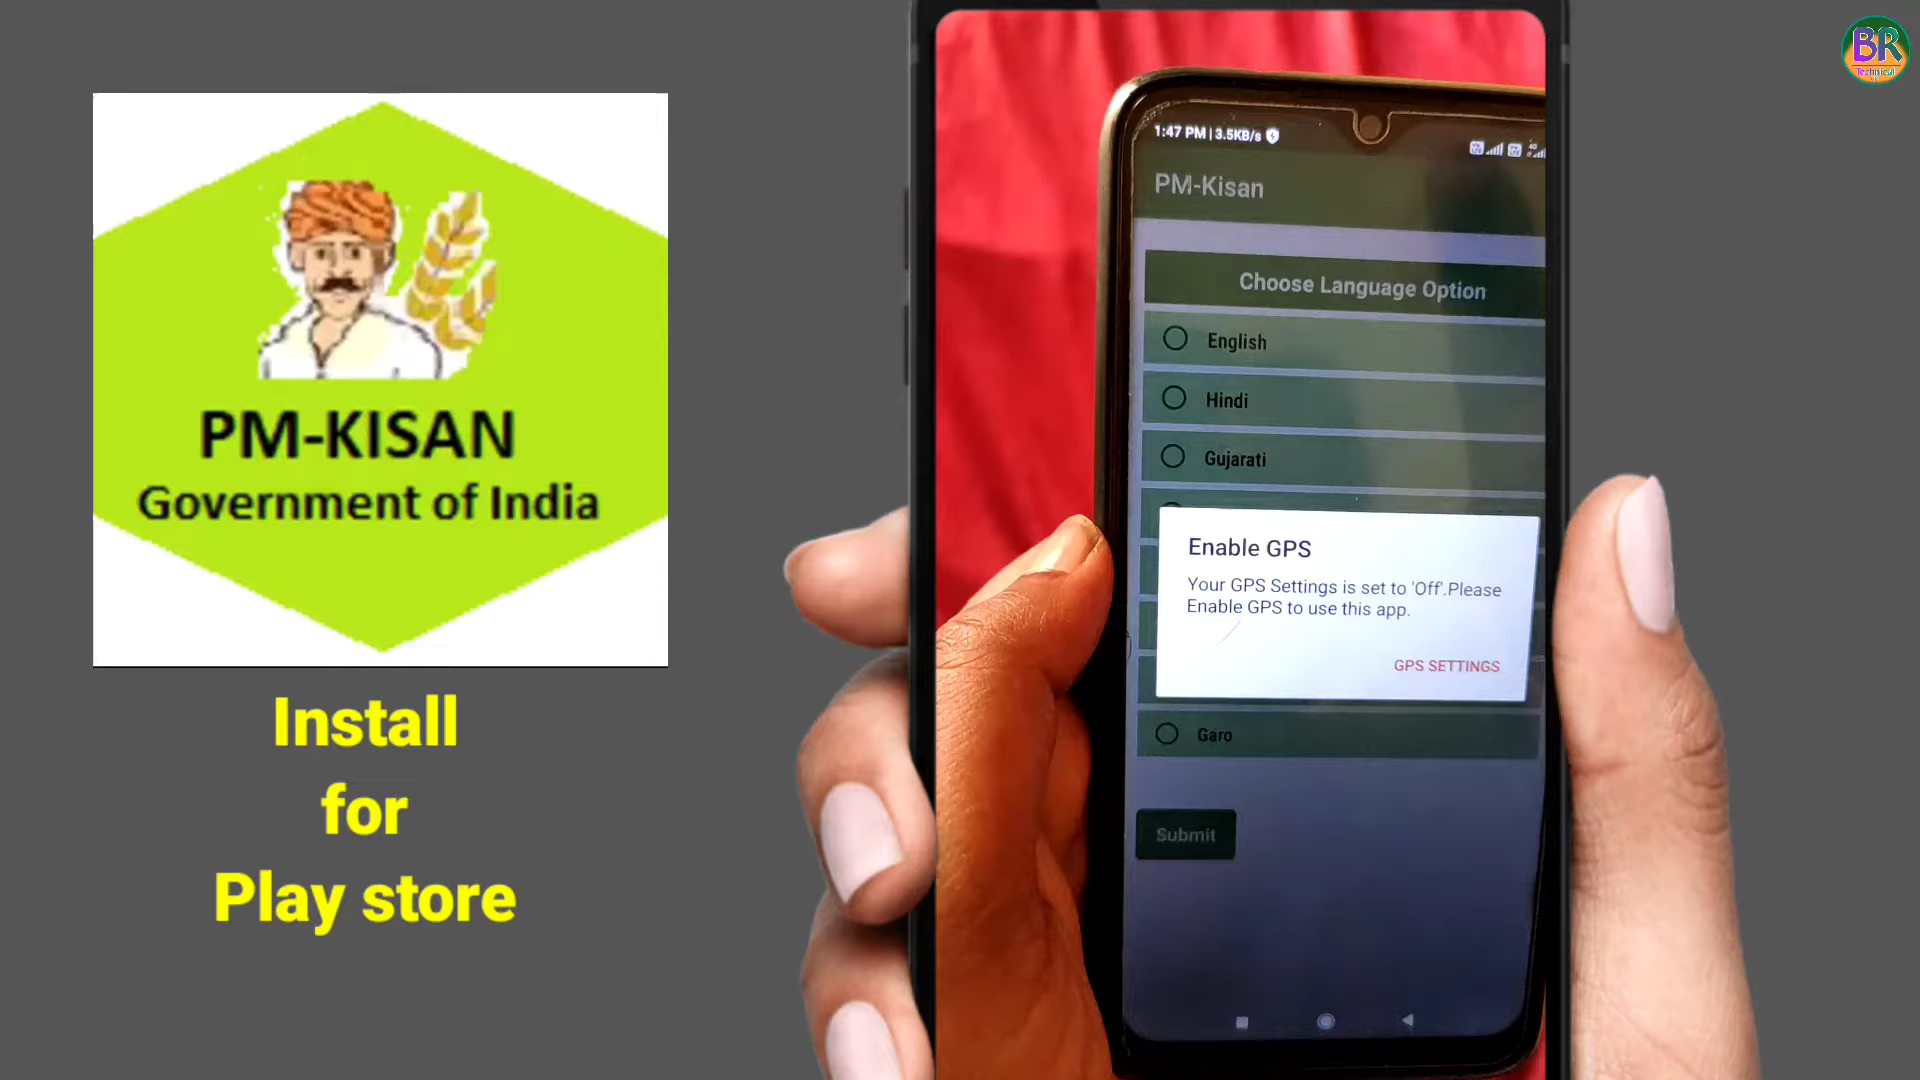 PM-KISAN
Government of India
Install
for
Play store
BR
Technical
1:47 PM | 3.5KB/s
PM-Kisan
Choose Language Option
English
Hindi
Gujarati
Enable GPS
Your GPS Settings is set to 'Off'.Please
Enable GPS to use this app.
GPS SETTINGS
Garo
Submit